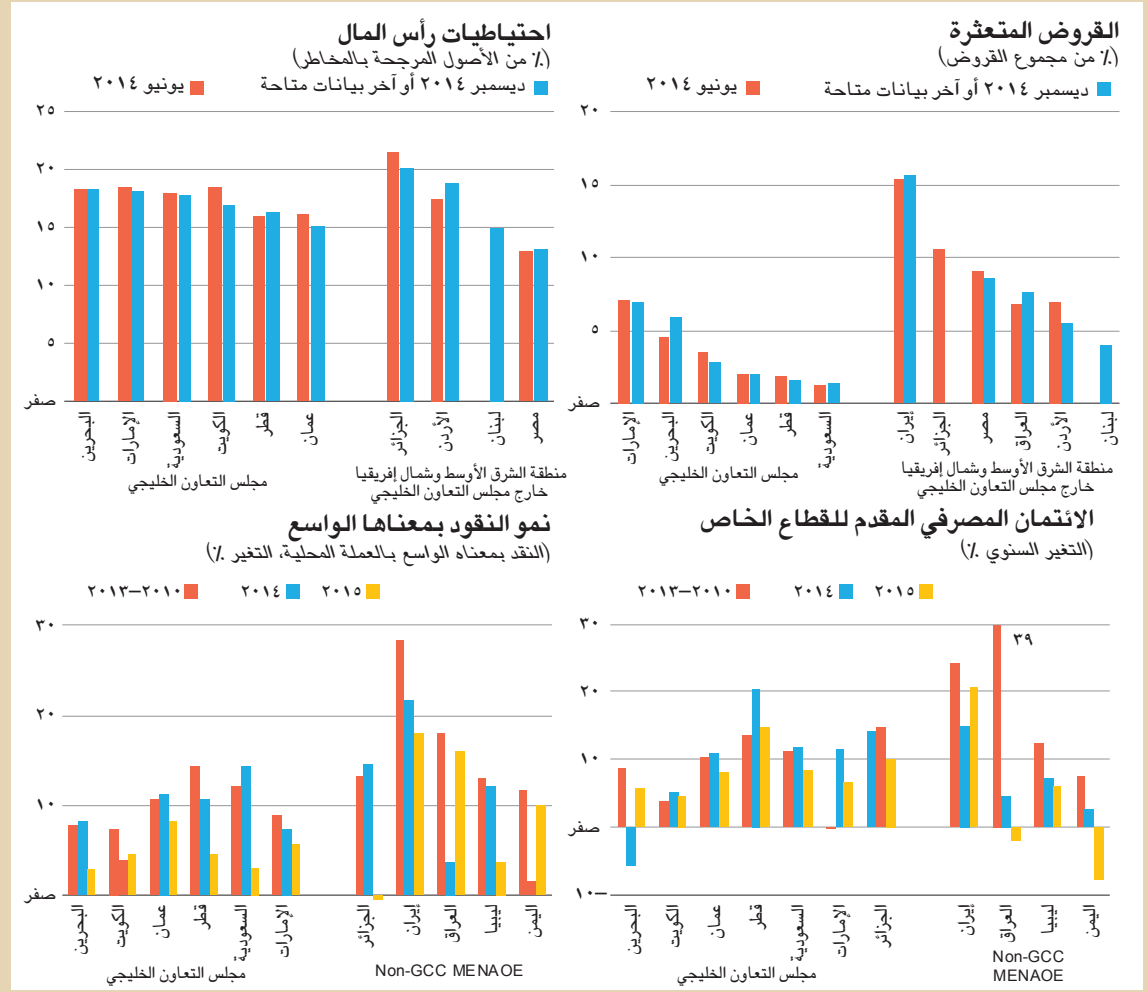 القروض المتعثرة
(٪ من مجموع القروض)
ديسمبر ٢٠١٤ أو آخر بيانات متاحة
يونيو ٢٠١٤
٢٠
١٥
١٠
٥
صفر
الإمارات
البحرين
الكويت
عمان
قطر
السعودية
إيران
الجزائر
مصر
العراق
الأردن
لبنان
مجلس التعاون الخليجي
منطقة الشرق الأوسط وشمال إفريقيا
خارج مجلس التعاون الخليجي
احتياطيات رأس المال
(٪ من الأصول المرجحة بالمخاطر)
ديسمبر ٢٠١٤ أو آخر بيانات متاحة
يونيو ٢٠١٤
٢٥
٢٠
١٥
١٠
٥
صفر
البحرين
الإمارات
السعودية
الكويت
قطر
عمان
الجزائر
الأردن
لبنان
مصر
مجلس التعاون الخليجي
منطقة الشرق الأوسط وشمال إفريقيا
خارج مجلس التعاون الخليجي
الائتمان المصرفي المقدم للقطاع الخاص
(التغير السنوي ٪)
٢٠١٠–٢٠١٣
٢٠١٤
٢٠١٥
٣٠
٢٠
١٠
صفر
–١٠
٣٩
البحرين
الكويت
عمان
قطر
السعودية
الإمارات
الجزائر
إيران
العراق
ليبيا
اليمن
مجلس التعاون الخليجي
Non-GCC
MENAOE
نمو النقود بمعناها الواسع
(النقد بمعناه الواسع بالعملة المحلية، التغير ٪)
٢٠١٠–٢٠١٣
٢٠١٤
٢٠١٥
٣٠
٢٠
١٠
صفر
البحرين
الكويت
عمان
قطر
السعودية
الإمارات
الجزائر
إيران
العراق
ليبيا
اليمن
مجلس التعاون الخليجي
Non-GCC MENAOE